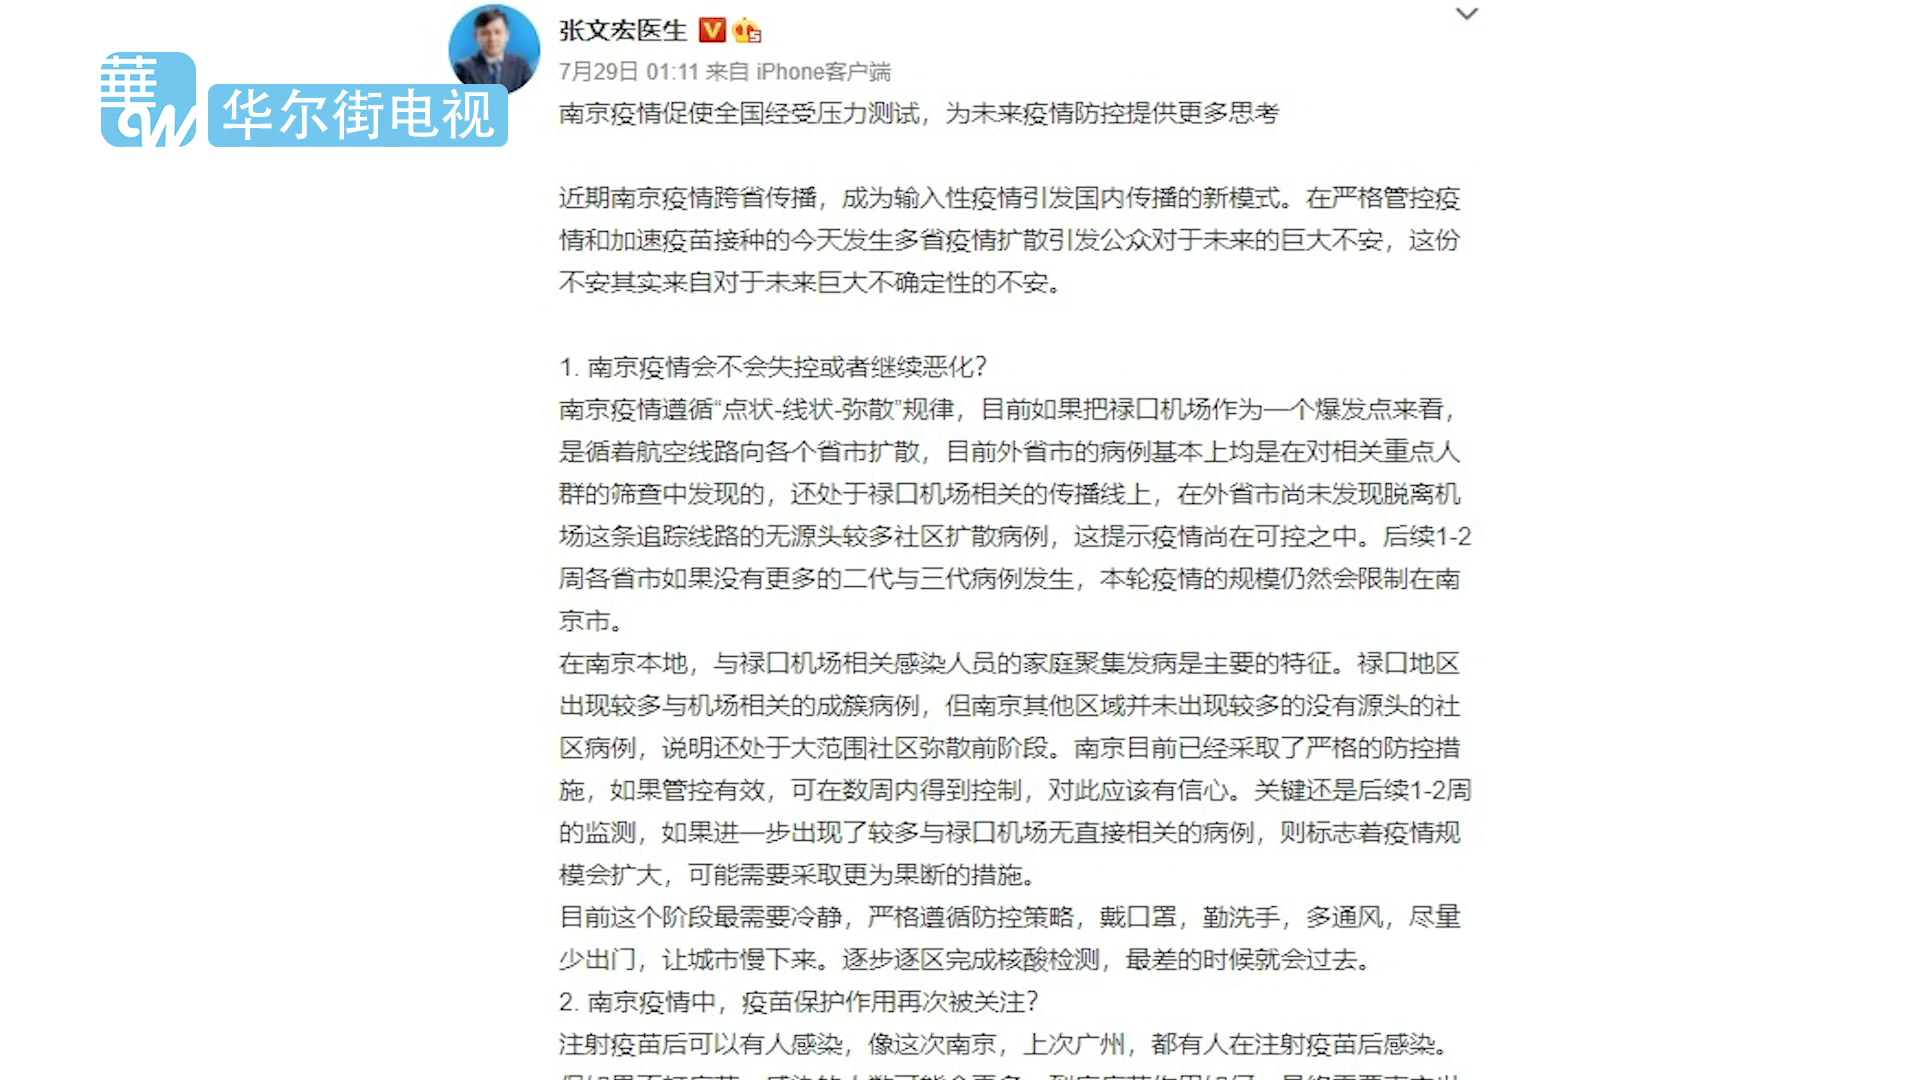 張文宏医生
7月29日 01:11 来自 iPhone客户端
華
W
华尔街电视
南京疫情促使全国经受压力测试，为未来疫情防控提供更多思考
近期南京疫情跨省传播，成为输入性疫情引发国内传播的新模式。在严格管控疫
情和加速疫苗接种的今天发生多省疫情扩散引发公众对于未来的巨大不安，这份
不安其实来自对于未来巨大不确定性的不安。
1. 南京疫情会不会失控或者继续恶化？
南京疫情遵循“点状-线状-弥散”规律，目前如果把禄口机场作为一个爆发点来看，
是循着航空线路向各个省市扩散，目前外省市的病例基本上均是在对相关重点人
群的筛查中发现的，还处于禄口机场相关的传播线上，在外省市尚未发现脱离机
场这条追踪线路的无源头较多社区扩散病例，这提示疫情尚在可控之中。后续1-2
周各省市如果没有更多的二代与三代病例发生，本轮疫情的规模仍然会限制在南
京市。
在南京本地，与禄口机场相关感染人员的家庭聚集发病是主要的特征。禄口地区
出现较多与机场相关的成簇病例，但南京其他区域并未出现较多的没有源头的社
区病例，说明还处于大范围社区弥散前阶段。南京目前已经采取了严格的防控措
施，如果管控有效，可在数周内得到控制，对此应该有信心。关键还是后续1-2周
的监测，如果进一步出现了较多与禄口机场无直接相关的病例，则标志着疫情规
模会扩大，可能需要采取更为果断的措施。
目前这个阶段最需要冷静，严格遵循防控策略，戴口罩，勤洗手，多通风，尽量
少出门，让城市慢下来。逐步逐区完成核酸检测，最差的时候就会过去。
2. 南京疫情中，疫苗保护作用再次被关注？
注射疫苗后可以有人感染，像这次南京，上次广州，都有人在注射疫苗后感染。